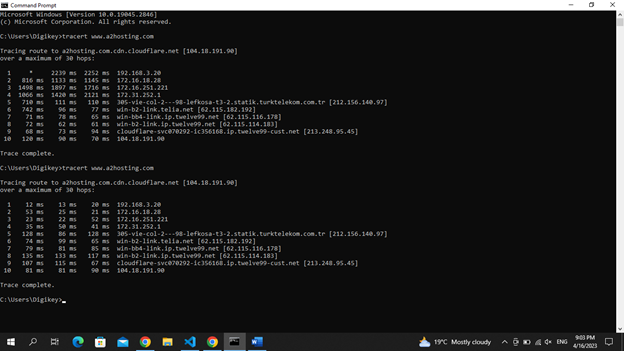 Command Prompt
Microsoft Windows [Version 10.0.19045.2846]
(c) Microsoft Corporation. All rights reserved.
C:\Users\Digikey>tracert www.a2hosting.com
Tracing route to a2hosting.com.cdn.cloudflare.net [104.18.191.90]
over a maximum of 30 hops:
1 * 2239 ms 2252 ms 192.168.3.20
2 816 ms 1133 ms 1145 ms 172.16.18.28
3 1498 ms 1897 ms 1716 ms 172.16.251.221
4 1066 ms 1420 ms 2121 ms 172.31.252.1
5 710 ms 111 ms 110 ms 305-vie-col-2---98-lefkosa-t3-2.statik.turktelekom.com.tr [212.156.140.97]
6 742 ms 96 ms 77 ms win-b2-link.telia.net [62.115.182.192]
7 71 ms 78 ms 65 ms win-bb4-link.ip.twelve99.net [62.115.116.178]
8 72 ms 62 ms 61 ms win-b2-link.ip.twelve99.net [62.115.114.183]
9 68 ms 73 ms 94 ms cloudflare-svc070292-ic356168.ip.twelve99-cust.net [213.248.95.45]
10 120 ms 90 ms 70 ms 104.18.191.90
Trace complete.
C:\Users\Digikey>tracert www.a2hosting.com
Tracing route to a2hosting.com.cdn.cloudflare.net [104.18.191.90]
over a maximum of 30 hops:
1 12 ms 13 ms 20 ms 192.168.3.20
2 53 ms 25 ms 21 ms 172.16.18.28
3 23 ms 22 ms 52 ms 172.16.251.221
4 35 ms 50 ms 41 ms 172.31.252.1
5 128 ms 86 ms 128 ms 305-vie-col-2---98-lefkosa-t3-2.statik.turktelekom.com.tr [212.156.140.97]
6 74 ms 99 ms 65 ms win-b2-link.telia.net [62.115.182.192]
7 79 ms 81 ms 85 ms win-bb4-link.ip.twelve99.net [62.115.116.178]
8 135 ms 133 ms 117 ms win-b2-link.ip.twelve99.net [62.115.114.183]
9 107 ms 115 ms 67 ms cloudflare-svc070292-ic356168.ip.twelve99-cust.net [213.248.95.45]
10 81 ms 81 ms 90 ms 104.18.191.90
Trace complete.
C:\Users\Digikey>
19°C Mostly cloudy
ENG
9:03 PM
4/16/2023